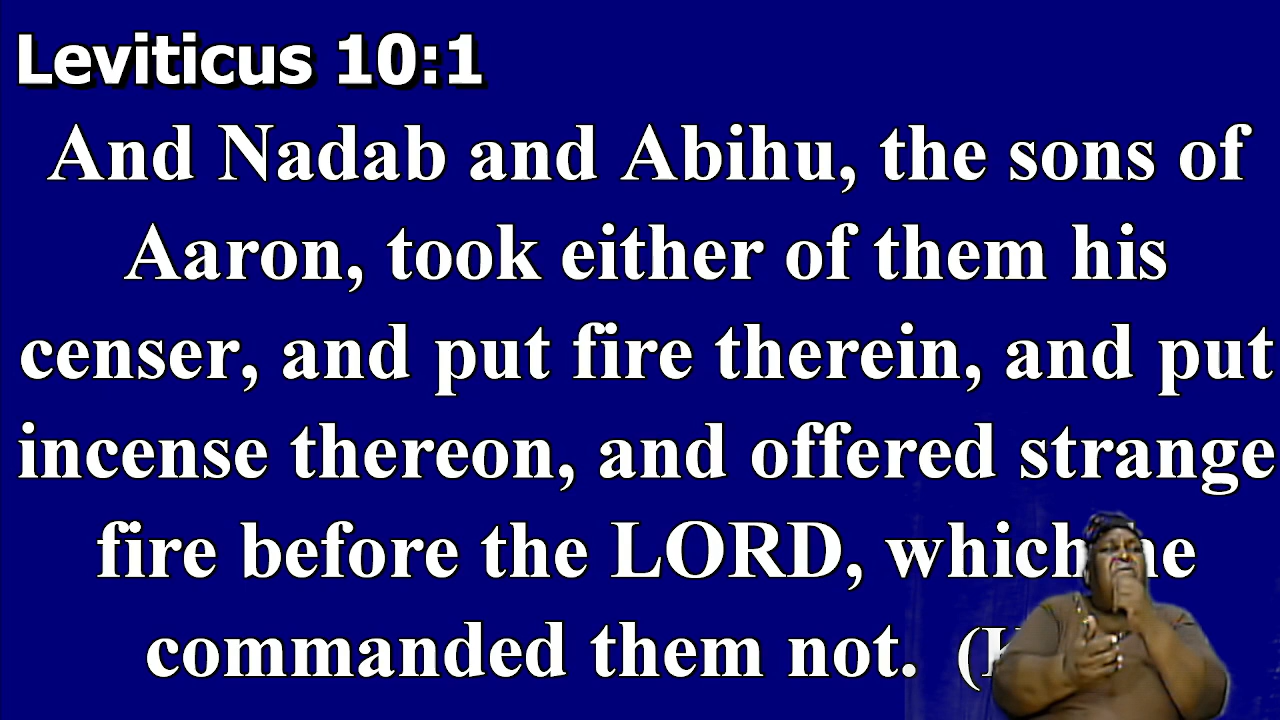 Leviticus 10:1
And Nadab and Abihu, the sons of
Aaron, took either of them his
censer, and put fire therein, and put
incense thereon, and offered strange
fire before the LORD, which he
commanded them not.